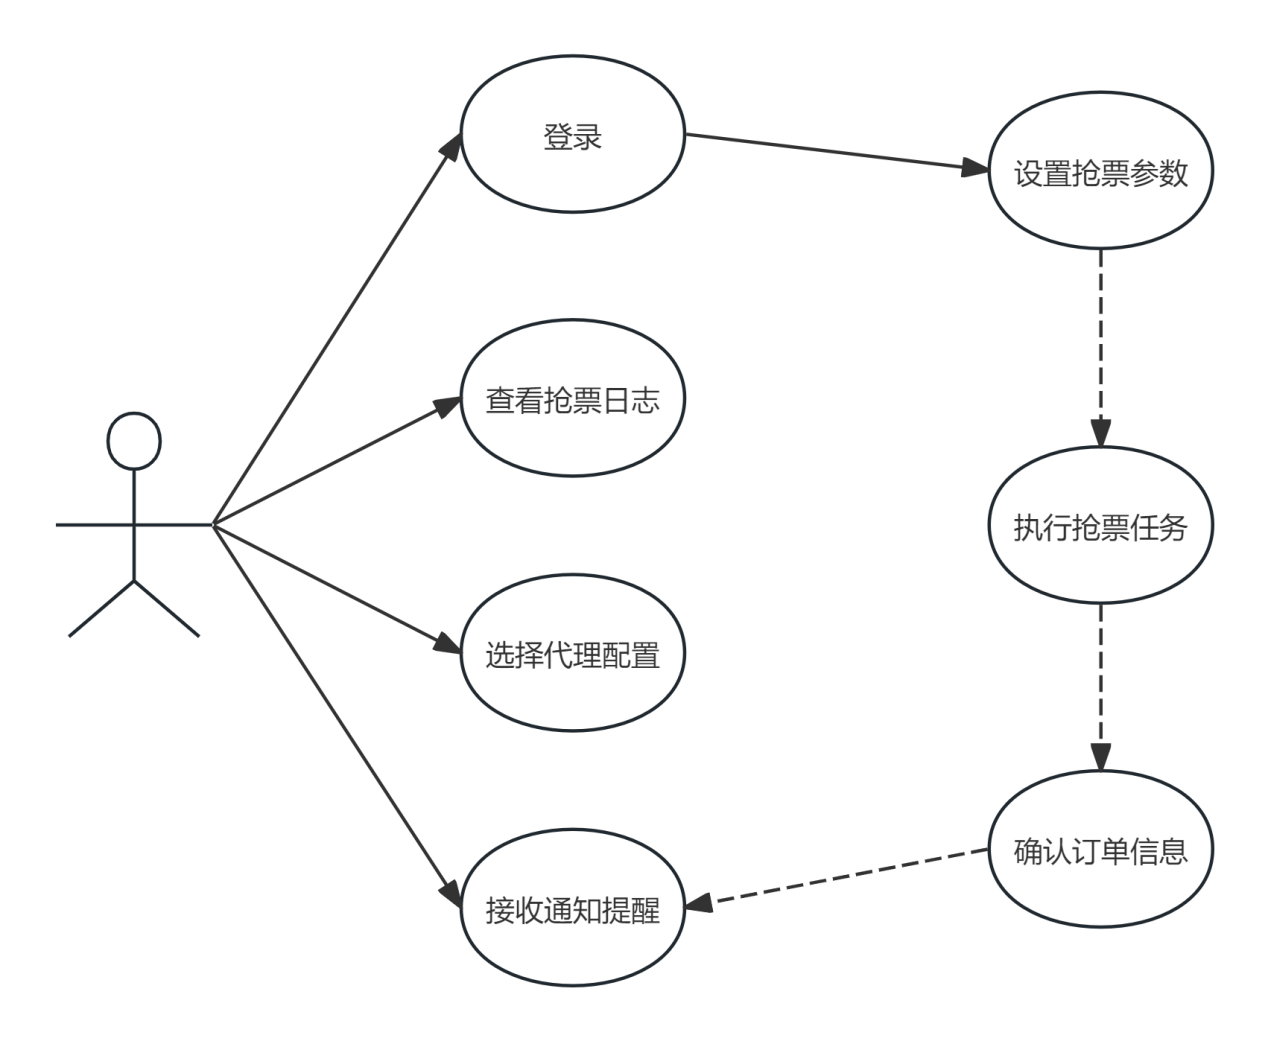 登录
设置抢票参数
查看抢票日志
执行抢票任务
选择代理配置
确认订单信息
接收通知提醒